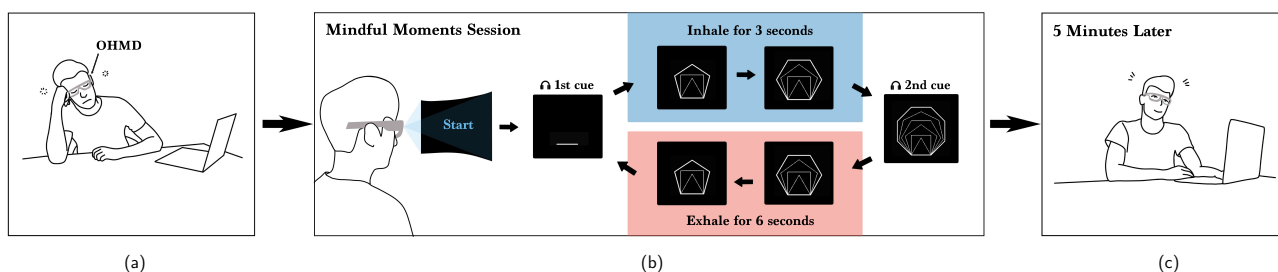 OHMD
Mindful Moments Session
Start
1st cue
Inhale for 3 seconds
2nd cue
Exhale for 6 seconds
5 Minutes Later
(a)
(b)
(c)